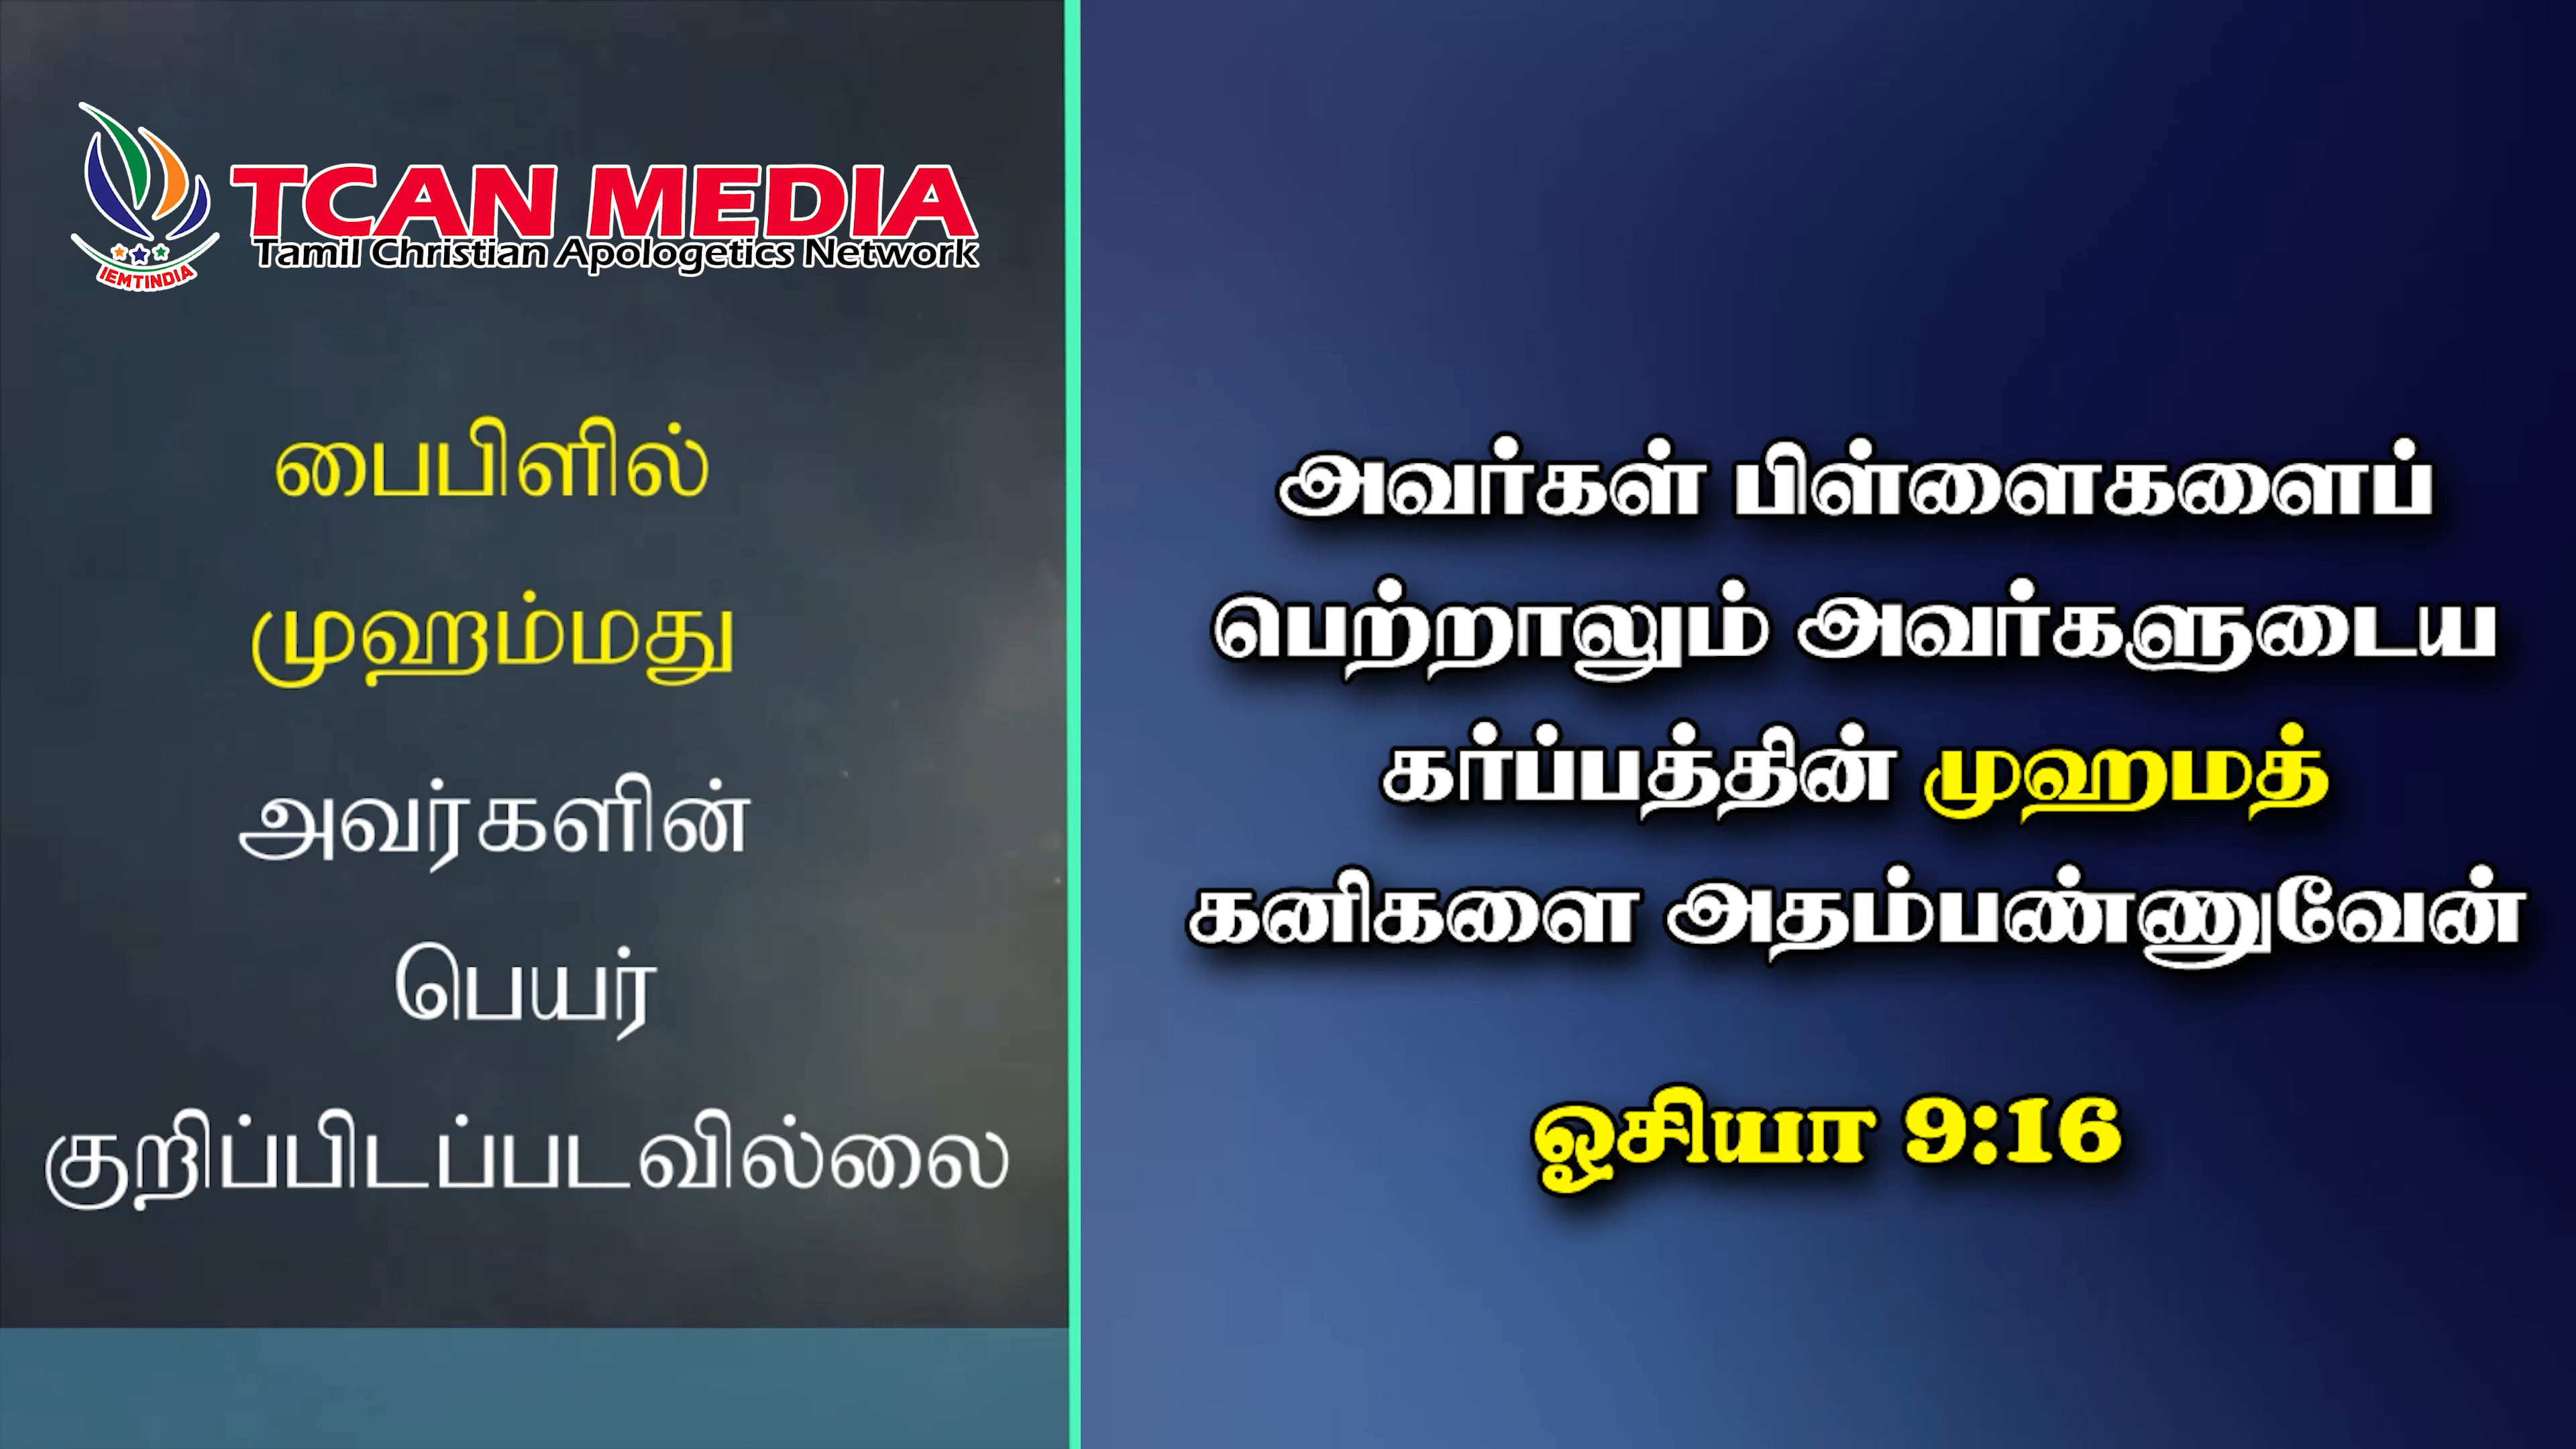 TCAN MEDIA
Tamil Christian Apologetics Network
IEMTINDIA
பைபிளில்
முஹம்மது
அவர்களின்
பெயர்
குறிப்பிடப்படவில்லை
அவர்கள் பிள்ளைகளைப்
பெற்றாலும் அவர்களுடைய
கர்ப்பத்தின் முஹமத்
கனிகளை அதம்பண்ணுவேன்
ஓசியா 9:16